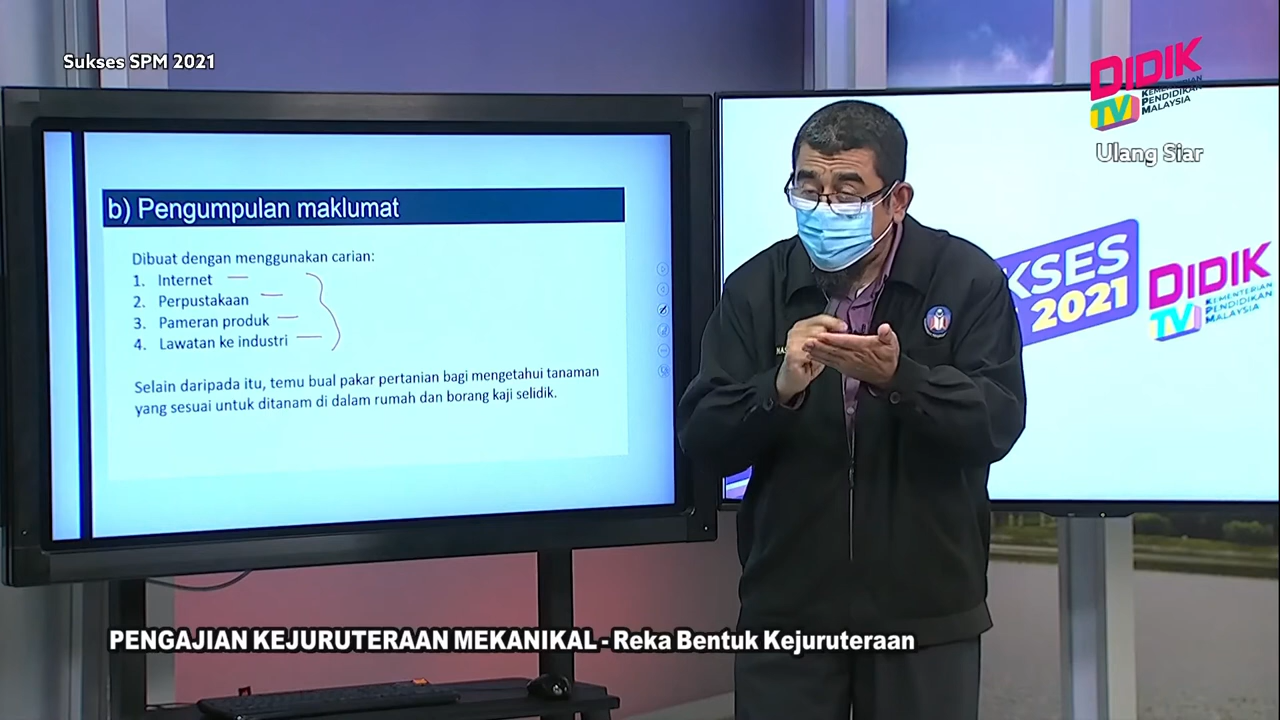 Sukses SPM 2021
DIDIK
TV KEMENTERIAN
PENDIDIKAN
MALAYSIA
Ulang Siar
b) Pengumpulan maklumat
Dibuat dengan menggunakan carian:
1. Internet
2. Perpustakaan
3. Pameran produk
4. Lawatan ke industri
Selain daripada itu, temu bual pakar pertanian bagi mengetahui tanaman
yang sesuai untuk ditanam di dalam rumah dan borang kaji selidik.
KSES
2021
DIDIK
TV KEMENTERIAN
PENDIDIKAN
MALAYSIA
PENGAJIAN KEJURUTERAAN MEKANIKAL - Reka Bentuk Kejuruteraan